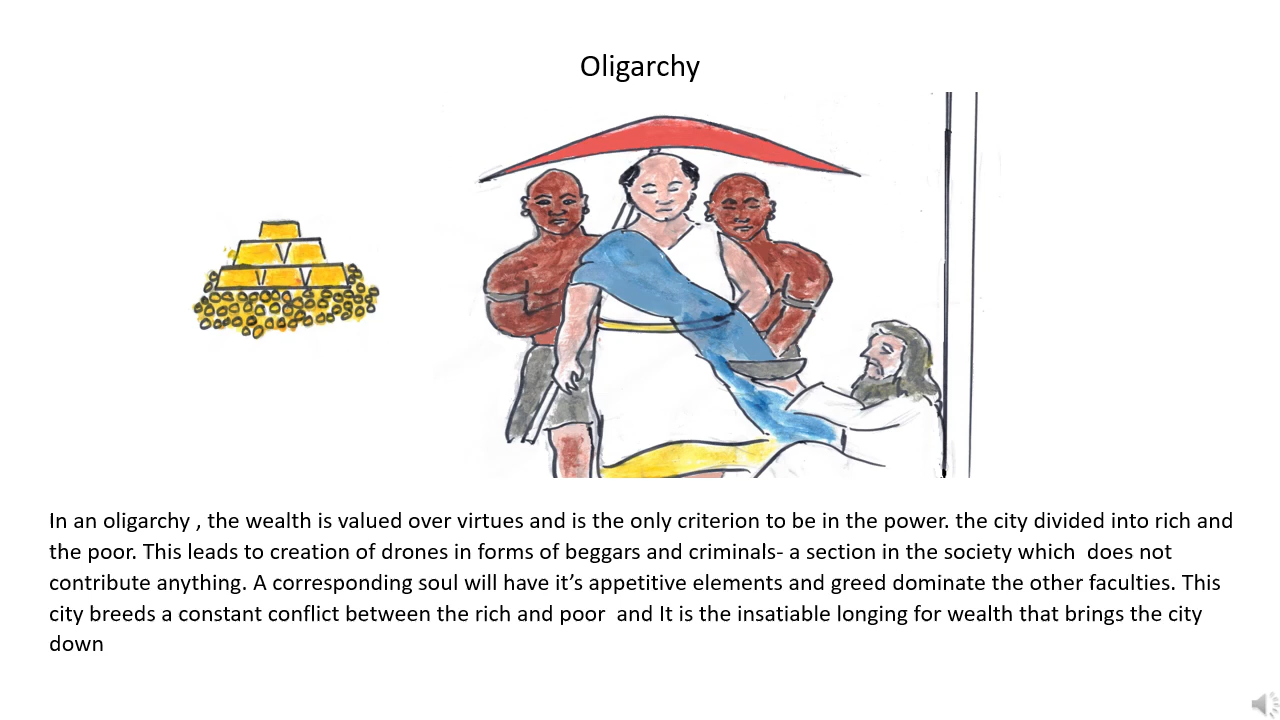 Oligarchy
In an oligarchy , the wealth is valued over virtues and is the only criterion to be in the power. the city divided into rich and
the poor. This leads to creation of drones in forms of beggars and criminals- a section in the society which  does not
contribute anything. A corresponding soul will have it’s appetitive elements and greed dominate the other faculties. This
city breeds a constant conflict between the rich and poor  and It is the insatiable longing for wealth that brings the city
down